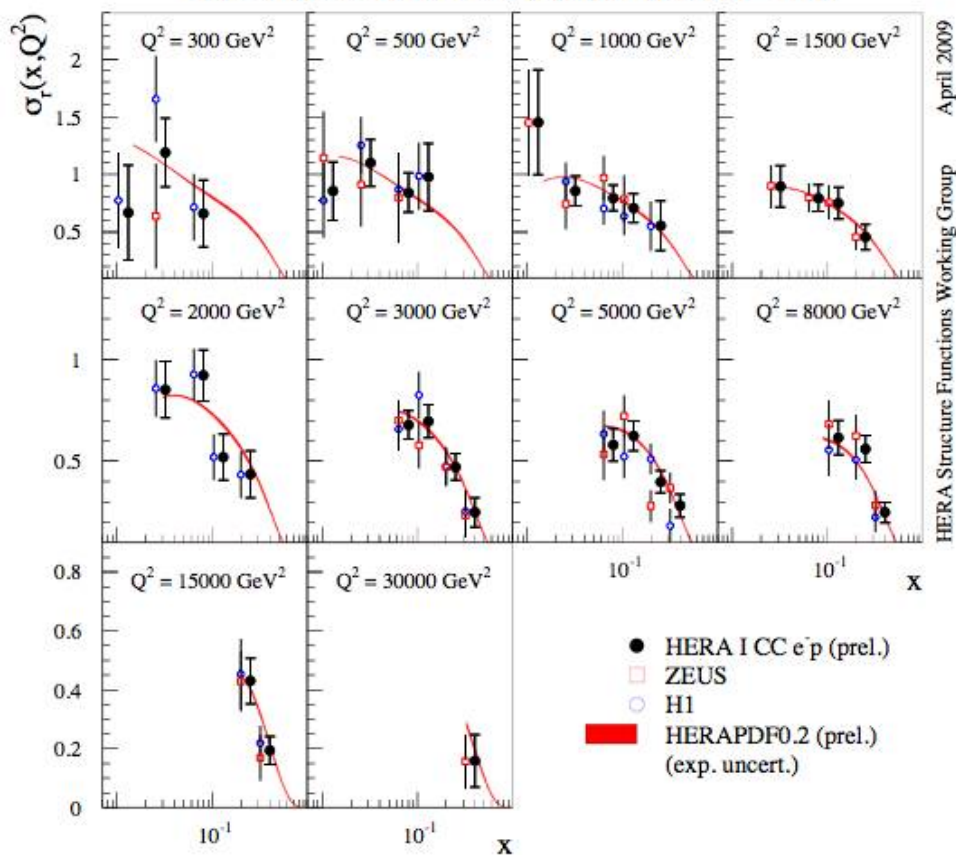 σr(x,Q²)
Q² = 300 GeV²
Q² = 500 GeV²
Q² = 1000 GeV²
Q² = 1500 GeV²
2
1.5
1
0.5
Q² = 2000 GeV²
Q² = 3000 GeV²
Q² = 5000 GeV²
Q² = 8000 GeV²
1
0.5
10⁻¹
10⁻¹
x
Q² = 15000 GeV²
Q² = 30000 GeV²
0.8
0.6
0.4
0.2
0
10⁻¹
10⁻¹
x
HERA I CC e⁻p (prel.)
ZEUS
H1
HERAPDF0.2 (prel.)
(exp. uncert.)
HERA Structure Functions Working Group April 2009